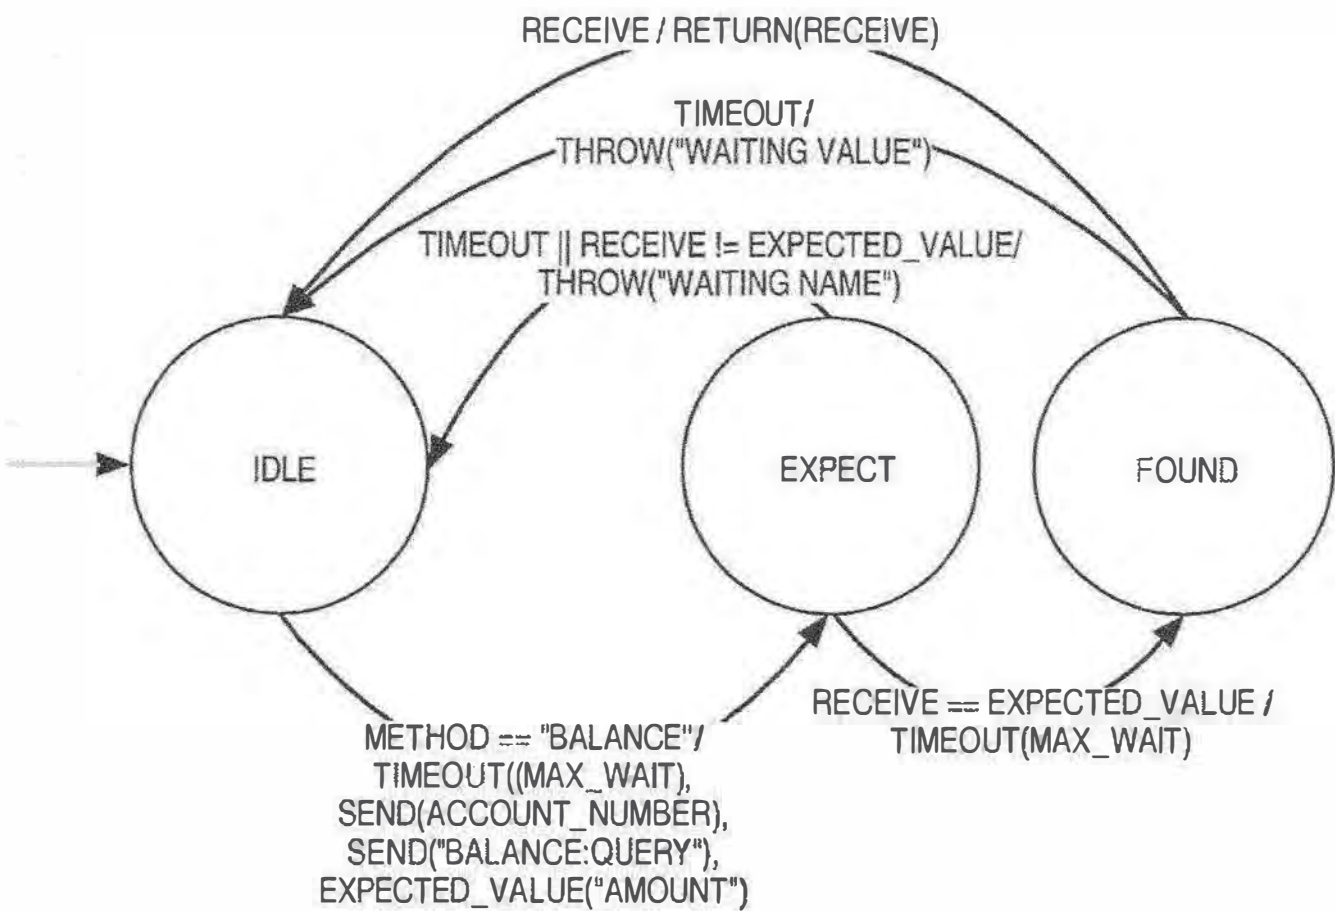 RECEIVE / RETURN(RECEIVE)
TIMEOUT/
THROW("WAITING VALUE")
TIMEOUT || RECEIVE != EXPECTED_VALUE/
THROW("WAITING NAME")
IDLE
EXPECT
FOUND
RECEIVE == EXPECTED_VALUE /
TIMEOUT(MAX_WAIT)
METHOD == "BALANCE"/
TIMEOUT((MAX_WAIT),
SEND(ACCOUNT_NUMBER),
SEND("BALANCE:QUERY"),
EXPECTED_VALUE("AMOUNT")